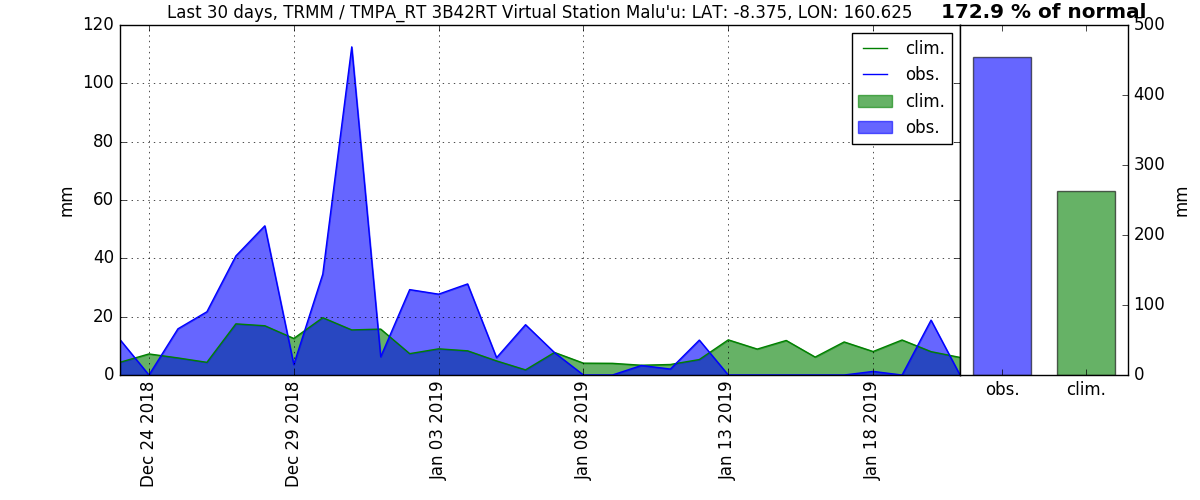 Last 30 days, TRMM / TMPA_RT 3B42RT Virtual Station Malu'u: LAT: -8.375, LON: 160.625
172.9 % of normal
120
100
80
60
40
20
0
mm
clim.
obs.
clim.
obs.
Dec 24 2018
Dec 29 2018
Jan 03 2019
Jan 08 2019
Jan 13 2019
Jan 18 2019
500
400
300
200
100
0
mm
obs.
clim.